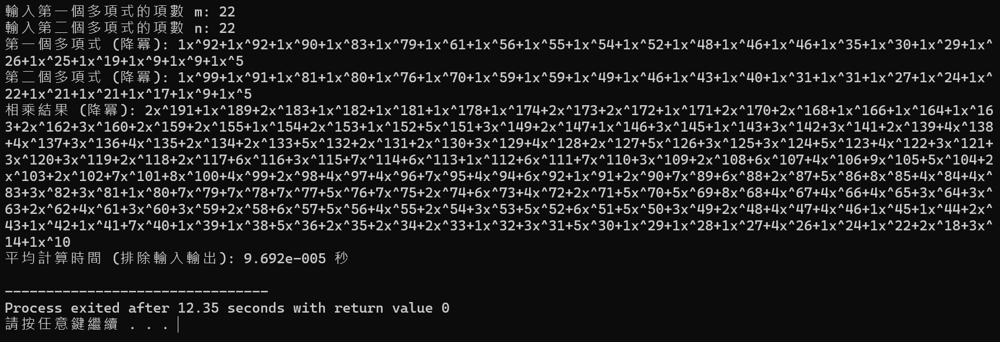 輸入第一個多項式的項數 m: 22
輸入第二個多項式的項數 n: 22
第一個多項式 (降冪): 1x^92+1x^92+1x^90+1x^83+1x^79+1x^61+1x^56+1x^55+1x^54+1x^52+1x^48+1x^46+1x^46+1x^35+1x^30+1x^29+1x^
26+1x^25+1x^19+1x^9+1x^9+1x^5
第二個多項式 (降冪): 1x^99+1x^91+1x^81+1x^80+1x^76+1x^70+1x^59+1x^59+1x^49+1x^46+1x^43+1x^40+1x^31+1x^31+1x^27+1x^24+1x^
22+1x^21+1x^21+1x^17+1x^9+1x^5
相乘結果 (降冪): 2x^191+1x^189+2x^183+1x^182+1x^181+1x^178+1x^174+2x^173+2x^172+1x^171+2x^170+2x^168+1x^166+1x^164+1x^16
3+2x^162+3x^160+2x^159+2x^155+1x^154+2x^153+1x^152+5x^151+3x^149+2x^147+1x^146+3x^145+1x^143+3x^142+3x^141+2x^139+4x^138
+4x^137+3x^136+4x^135+2x^134+2x^133+5x^132+2x^131+2x^130+3x^129+4x^128+2x^127+5x^126+3x^125+3x^124+5x^123+4x^122+3x^121+
3x^120+3x^119+2x^118+2x^117+6x^116+3x^115+7x^114+6x^113+1x^112+6x^111+7x^110+3x^109+2x^108+6x^107+4x^106+9x^105+5x^104+2
x^103+2x^102+7x^101+8x^100+4x^99+2x^98+4x^97+4x^96+7x^95+4x^94+6x^92+1x^91+2x^90+7x^89+6x^88+2x^87+5x^86+8x^85+4x^84+4x^
83+3x^82+3x^81+1x^80+7x^79+7x^78+7x^77+5x^76+7x^75+2x^74+6x^73+4x^72+2x^71+5x^70+5x^69+8x^68+4x^67+4x^66+4x^65+3x^64+3x^
63+2x^62+4x^61+3x^60+3x^59+2x^58+6x^57+5x^56+4x^55+2x^54+3x^53+5x^52+6x^51+5x^50+3x^49+2x^48+4x^47+4x^46+1x^45+1x^44+2x^
43+1x^42+1x^41+7x^40+1x^39+1x^38+5x^36+2x^35+2x^34+2x^33+1x^32+3x^31+5x^30+1x^29+1x^28+1x^27+4x^26+1x^24+1x^22+2x^18+3x^
14+1x^10
平均計算時間 (排除輸入輸出): 9.692e-005 秒
--------------------------------
Process exited after 12.35 seconds with return value 0
請按任意鍵繼續 . . .